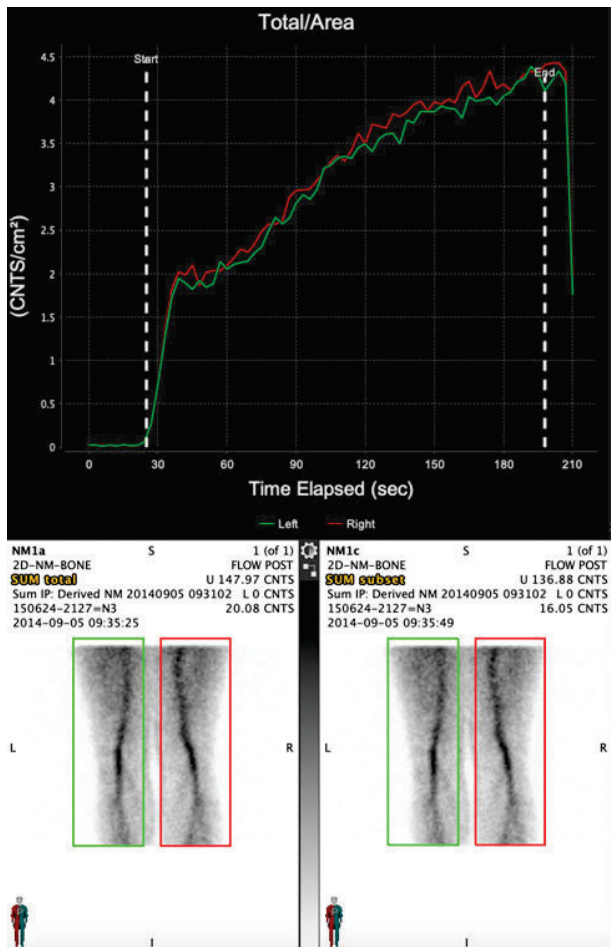 Total/Area
(CNTS/cm²)
4.5
4
3.5
3
2.5
2
1.5
1
0.5
0
Start
End
0 30 60 90 120 150 180 210
Time Elapsed (sec)
Left Right
NM1a S 1 (of 1)
2D-NM-BONE FLOW POST
SUM total U 147.97 CNTS
Sum IP: Derived NM 20140905 093102 L 0 CNTS
150624-2127=N3 20.08 CNTS
2014-09-05 09:35:25
L R
I
NM1c S 1 (of 1)
2D-NM-BONE FLOW POST
SUM subset U 136.88 CNTS
Sum IP: Derived NM 20140905 093102 L 0 CNTS
150624-2127=N3 16.05 CNTS
2014-09-05 09:35:49
L R
I